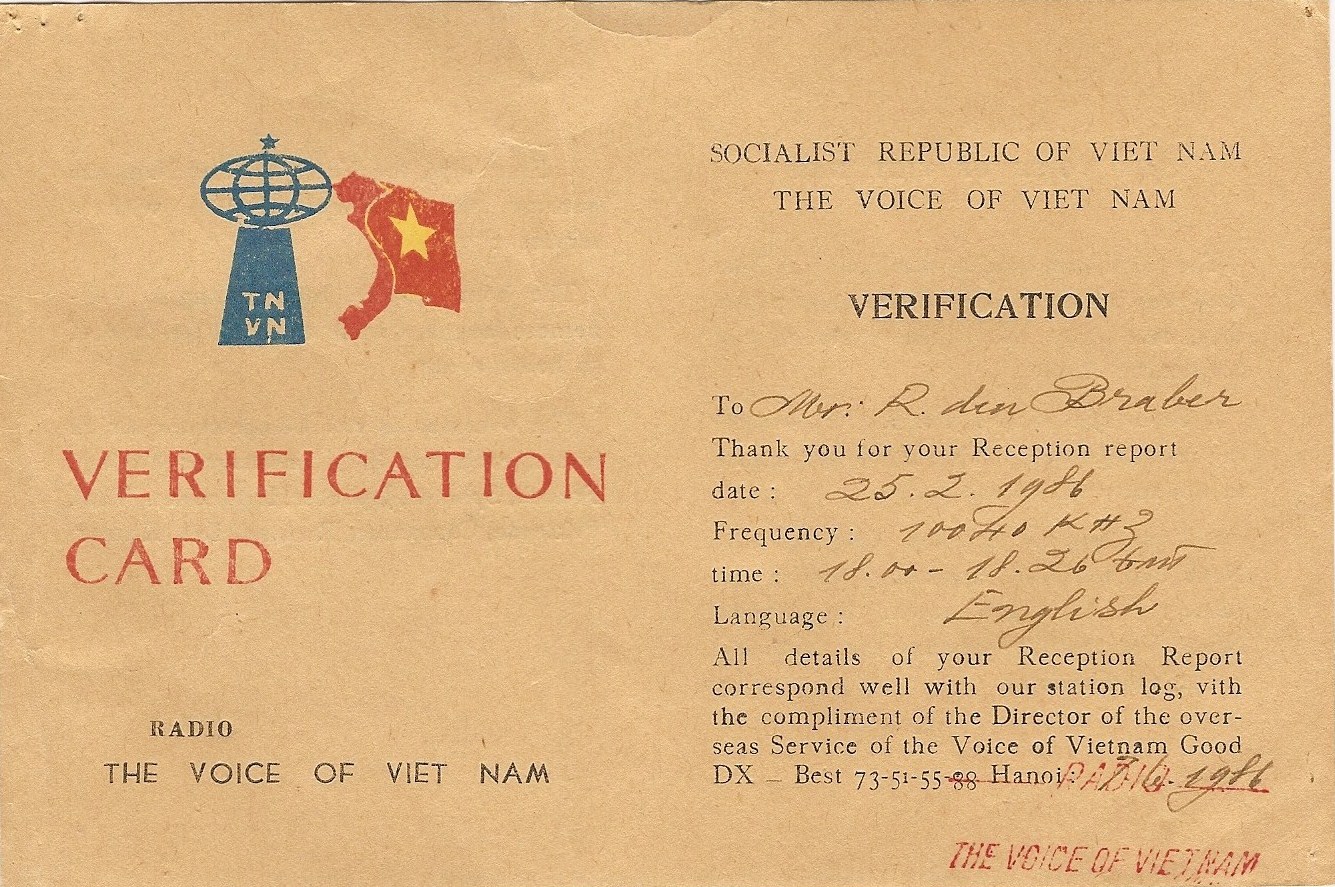 TN
VN
VERIFICATION
CARD
RADIO
THE VOICE OF VIET NAM
SOCIALIST REPUBLIC OF VIET NAM
THE VOICE OF VIET NAM
VERIFICATION
To Mr: R. den Braber
Thank you for your Reception report
date : 25.2.1986
Frequency : 10040 KHz
time : 18.00 - 18.26 GMT
Language : English
All details of your Reception Report
correspond well with our station log, vith
the compliment of the Director of the over-
seas Service of the Voice of Vietnam Good
DX — Best 73-51-55-88 Hanoi, 1986
RADIO
THE VOICE OF VIETNAM